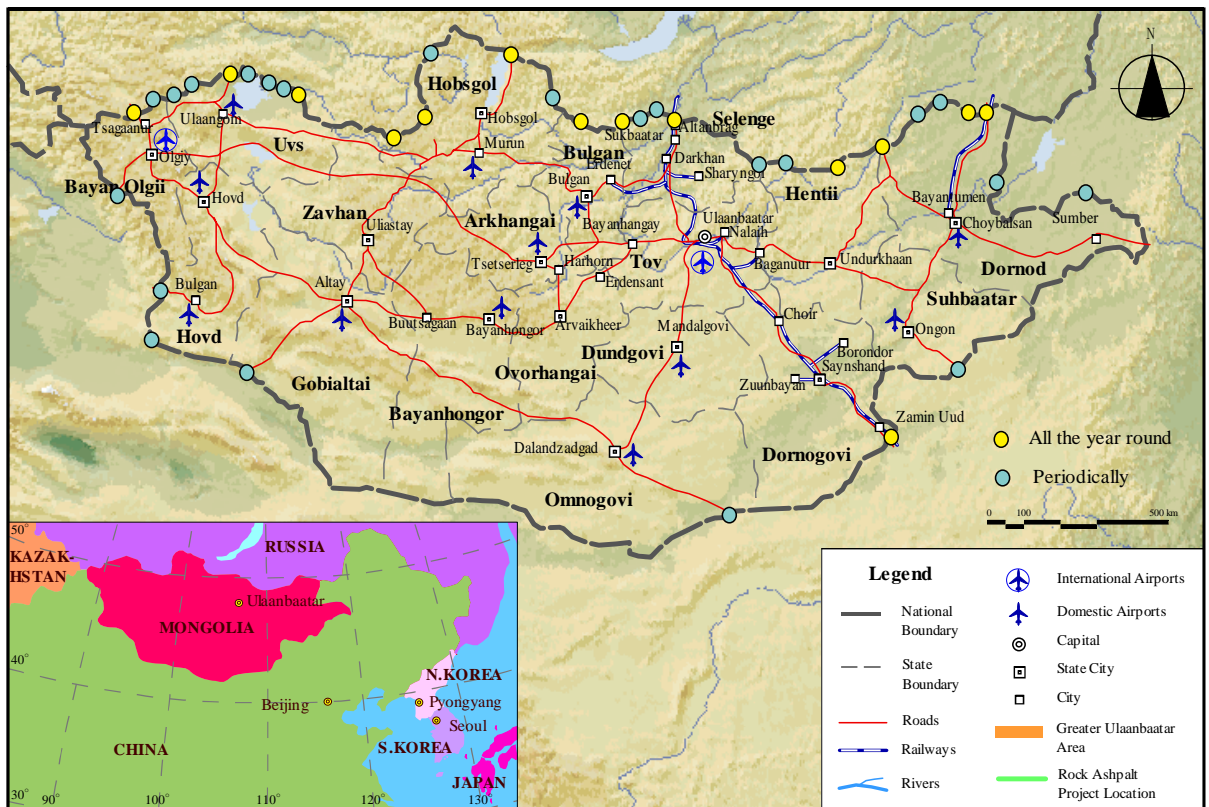 N
Hobsgol
Selenge
Tsagaanur
Ulaangom
Hobsgol
Sukbaatar
Altanbrag
Olgiy
Uvs
Murun
Bulgan
Erdenet
Darkhan
Sharyngol
Bayan Olgii
Hovd
Zavhan
Arkhangai
Bulgan
Hentii
Bayantumen
Uliastay
Bayanhangay
Ulaanbaatar
Nalaih
Choybalsan
Sumber
Tsetserleg
Harhorn
Tov
Baganuur
Undurkhaan
Dornod
Bulgan
Altay
Erdensant
Suhbaatar
Hovd
Buutsagaan
Bayanhongor
Arvaikheer
Mandalgovi
Choir
Ongon
Gobialtai
Ovorhangai
Dundgovi
Borondor
Saynshand
Zuunbayan
Bayanhongor
Zamin Uud
Dalandzadgad
Dornogovi
Omnogovi
All the year round
Periodically
0 100 500 km
50°
KAZAK-
HSTAN
RUSSIA
Ulaanbaatar
MONGOLIA
40°
N.KOREA
Beijing
Pyongyang
Seoul
CHINA
S.KOREA
JAPAN
30°
90°
100°
110°
120°
130°
Legend
National
Boundary
State
Boundary
Roads
Railways
Rivers
International Airports
Domestic Airports
Capital
State City
City
Greater Ulaanbaatar
Area
Rock Ashpalt
Project Location